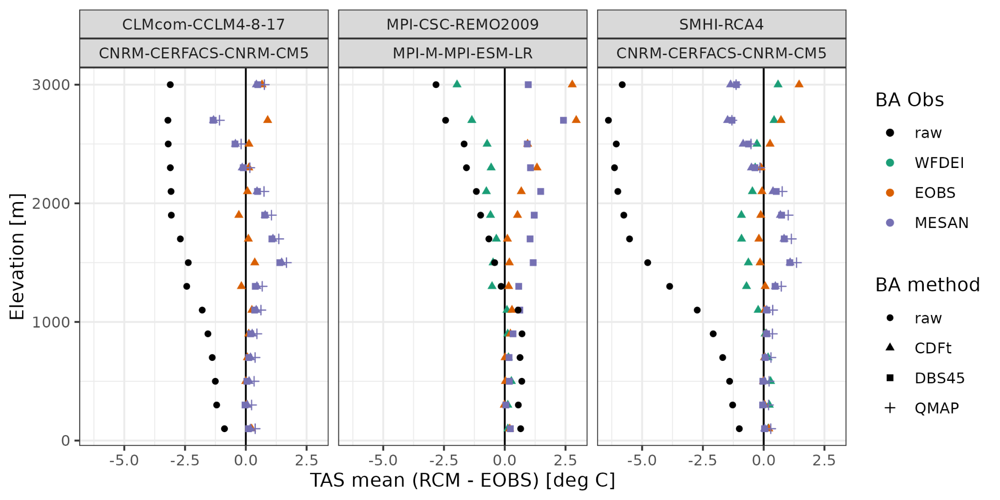 CLMcom-CCLM4-8-17
MPI-CSC-REMO2009
SMHI-RCA4
CNRM-CERFACS-CNRM-CM5
MPI-M-MPI-ESM-LR
CNRM-CERFACS-CNRM-CM5
Elevation [m]
3000
2000
1000
0
-5.0
-2.5
0.0
2.5
-5.0
-2.5
0.0
2.5
-5.0
-2.5
0.0
2.5
TAS mean (RCM - EOBS) [deg C]
BA Obs
raw
WFDEI
EOBS
MESAN
BA method
raw
CDFt
DBS45
QMAP